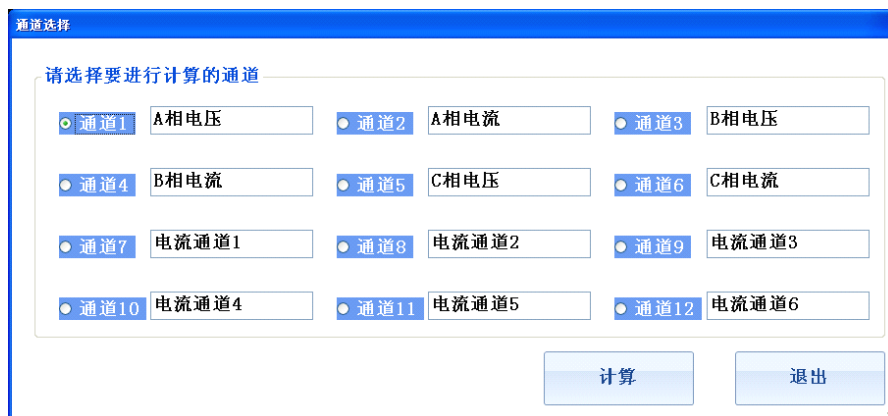 通道选择
请选择要进行计算的通道
通道1 A相电压 通道2 A相电流 通道3 B相电压
通道4 B相电流 通道5 C相电压 通道6 C相电流
通道7 电流通道1 通道8 电流通道2 通道9 电流通道3
通道10 电流通道4 通道11 电流通道5 通道12 电流通道6
计算 退出